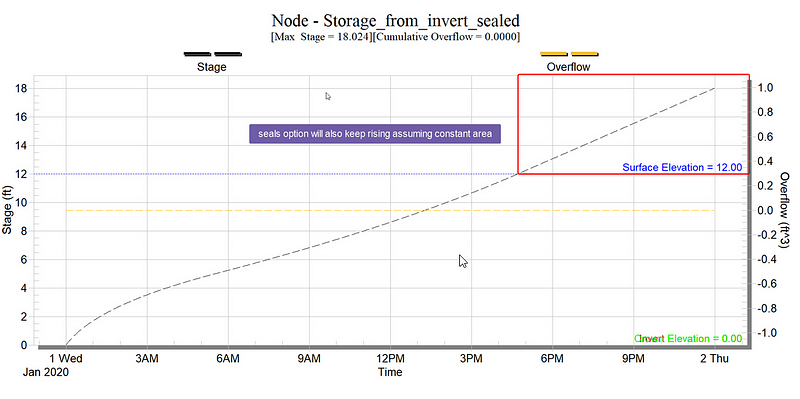 Node - Storage_from_invert_sealed
[Max Stage = 18.024][Cumulative Overflow = 0.0000]
Stage
Overflow
18
16
14
12
10
8
6
4
2
0
Stage (ft)
seals option will also keep rising assuming constant area
Surface Elevation = 12.00
Invert Elevation = 0.00
1.0
0.8
0.6
0.4
0.2
0.0
-0.2
-0.4
-0.6
-0.8
-1.0
Overflow (ft^3)
1 Wed
3AM
6AM
9AM
12PM
3PM
6PM
9PM
2 Thu
Jan 2020
Time